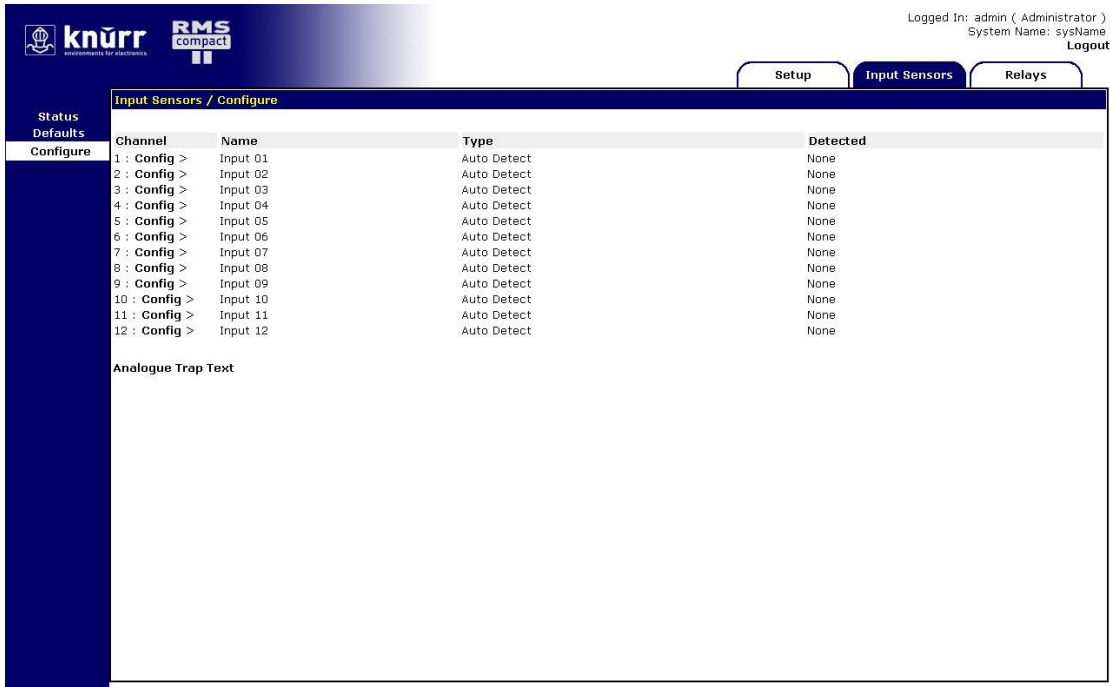 knürr
environments for electronics
RMS
compact
Logged In: admin ( Administrator )
System Name: sysName
Logout
Setup
Input Sensors
Relays
Status
Defaults
Configure
Input Sensors / Configure
Channel Name Type Detected
1 : Config > Input 01 Auto Detect None
2 : Config > Input 02 Auto Detect None
3 : Config > Input 03 Auto Detect None
4 : Config > Input 04 Auto Detect None
5 : Config > Input 05 Auto Detect None
6 : Config > Input 06 Auto Detect None
7 : Config > Input 07 Auto Detect None
8 : Config > Input 08 Auto Detect None
9 : Config > Input 09 Auto Detect None
10 : Config > Input 10 Auto Detect None
11 : Config > Input 11 Auto Detect None
12 : Config > Input 12 Auto Detect None
Analogue Trap Text